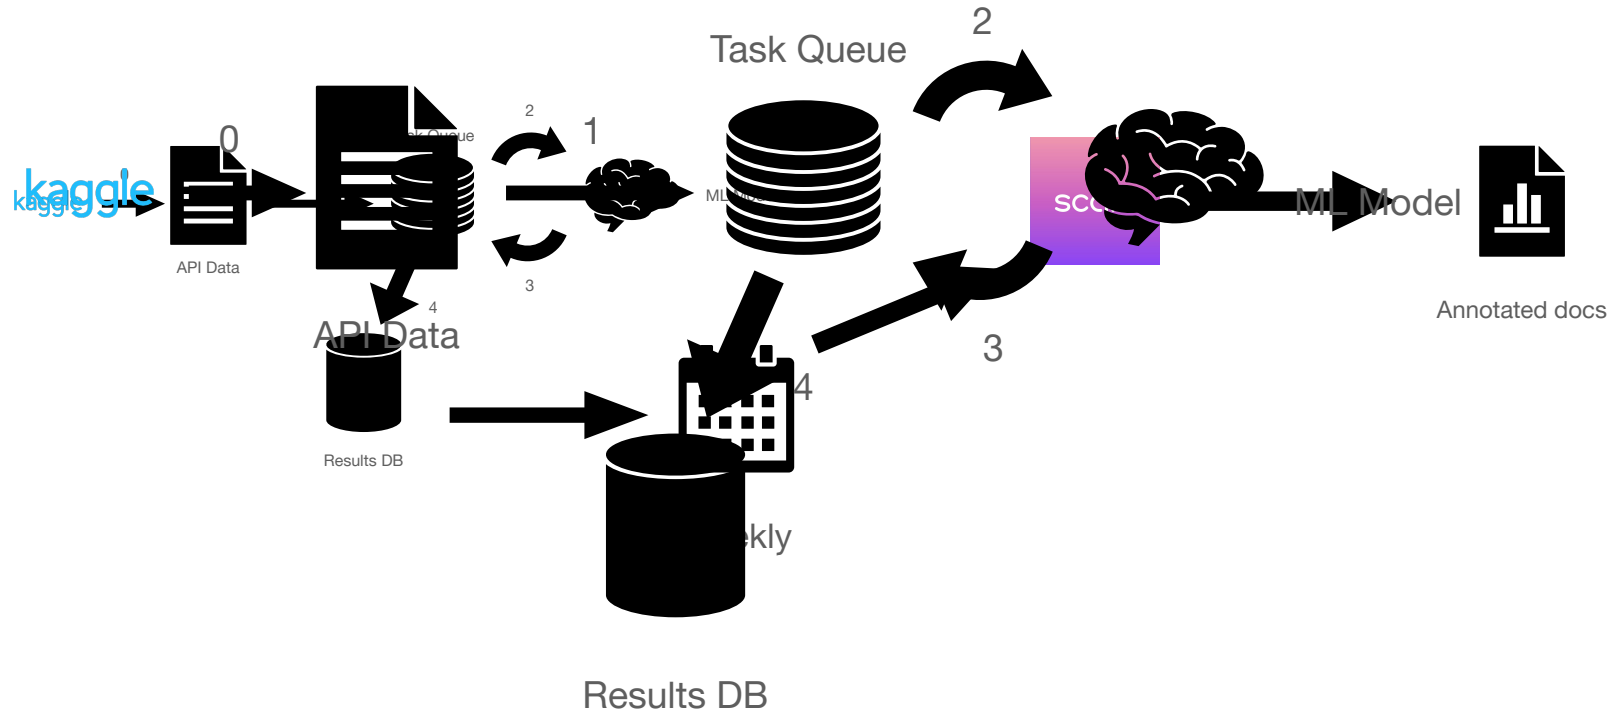 2
Task Queue
2
1
0
kaggle
kaggle
ML Model
API Data
3
4
API Data
Annotated docs
3
4
Results DB
Results DB